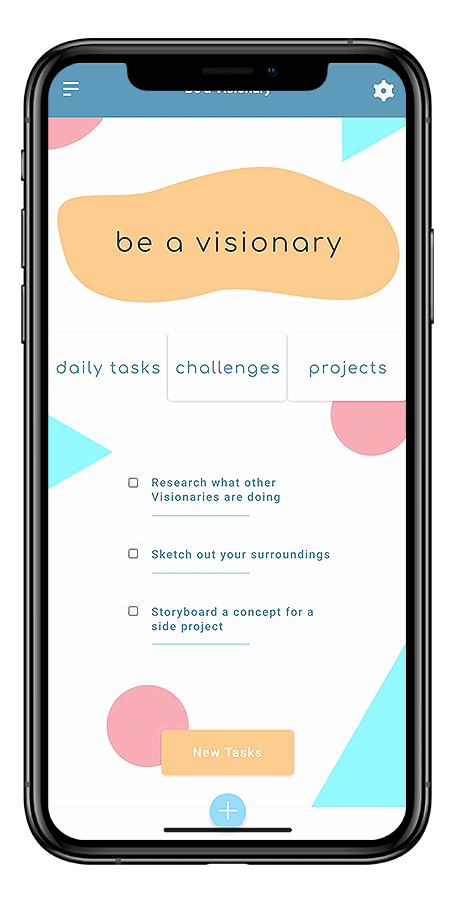 Be a Visionary
be a visionary
daily tasks
challenges
projects
Research what other
Visionaries are doing
Sketch out your surroundings
Storyboard a concept for a
side project
New Tasks